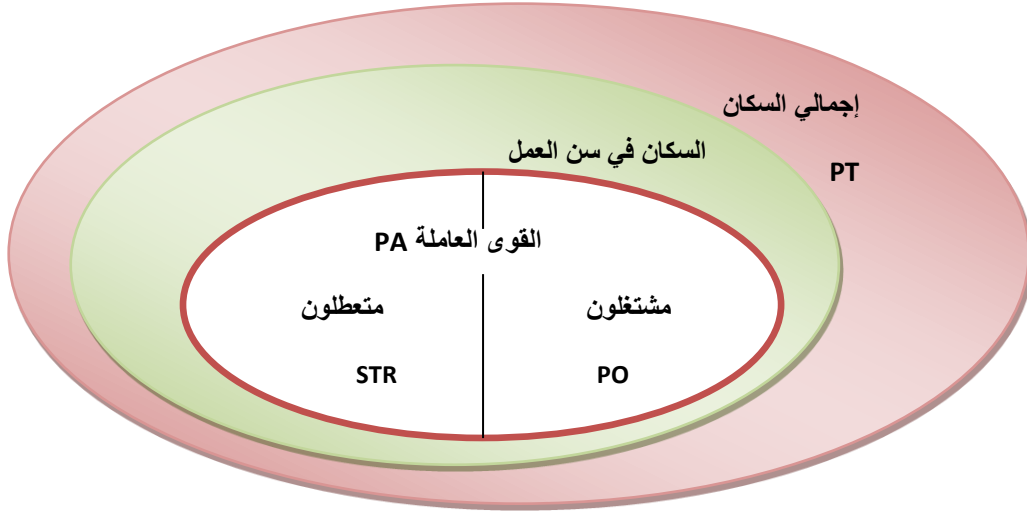 إجمالي السكان
PT
السكان في سن العمل
القوى العاملة PA
مشتغلون
PO
متعطلون
STR